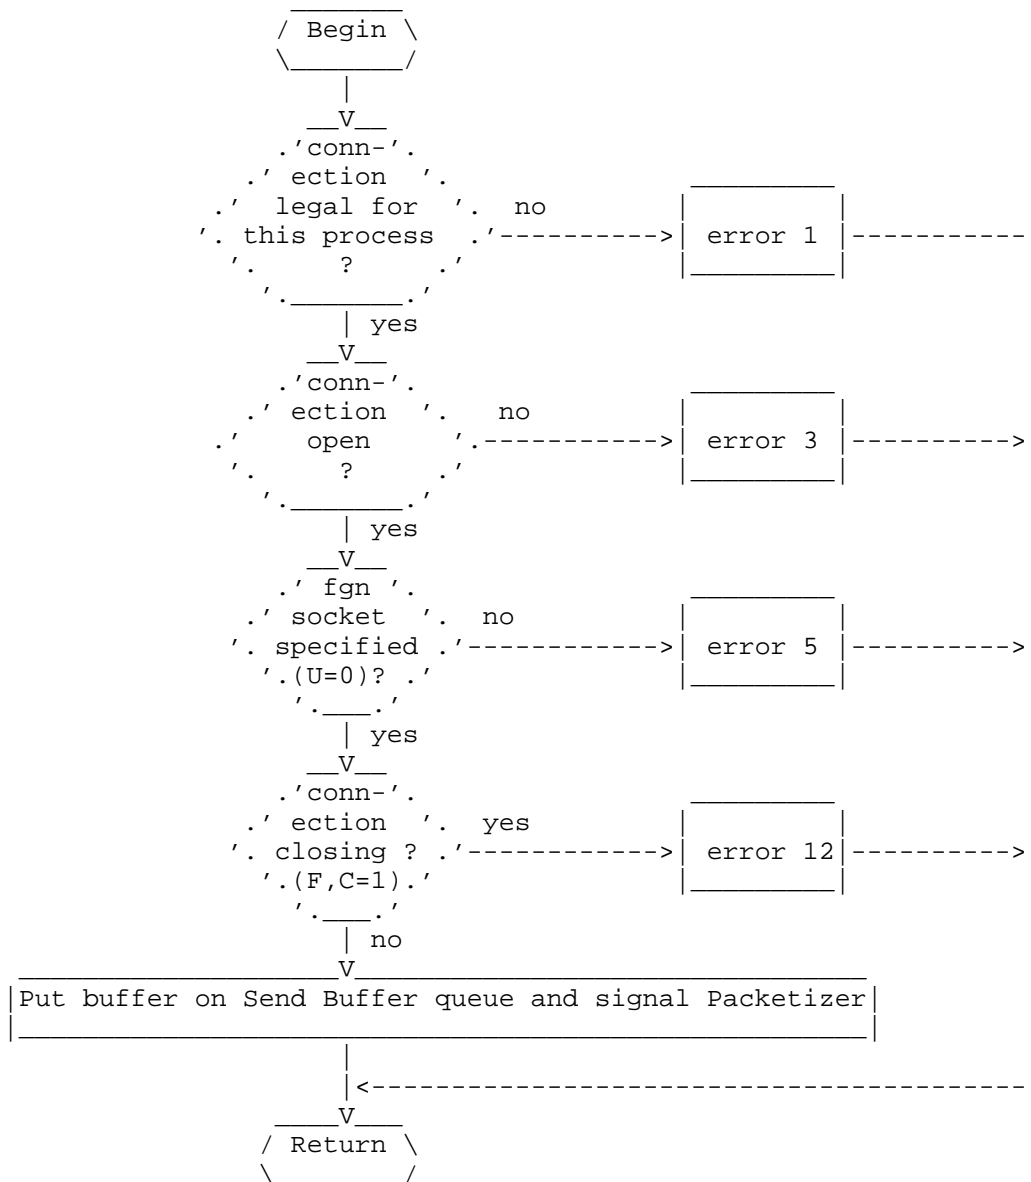 Begin
conn-
ection
legal for no
this process error 1
?
yes
conn-
ection no
open error 3
?
yes
fgn
socket no
specified error 5
(U=0)?
yes
conn-
ection yes
closing ? error 12
(F,C=1)
no
Put buffer on Send Buffer queue and signal Packetizer
Return